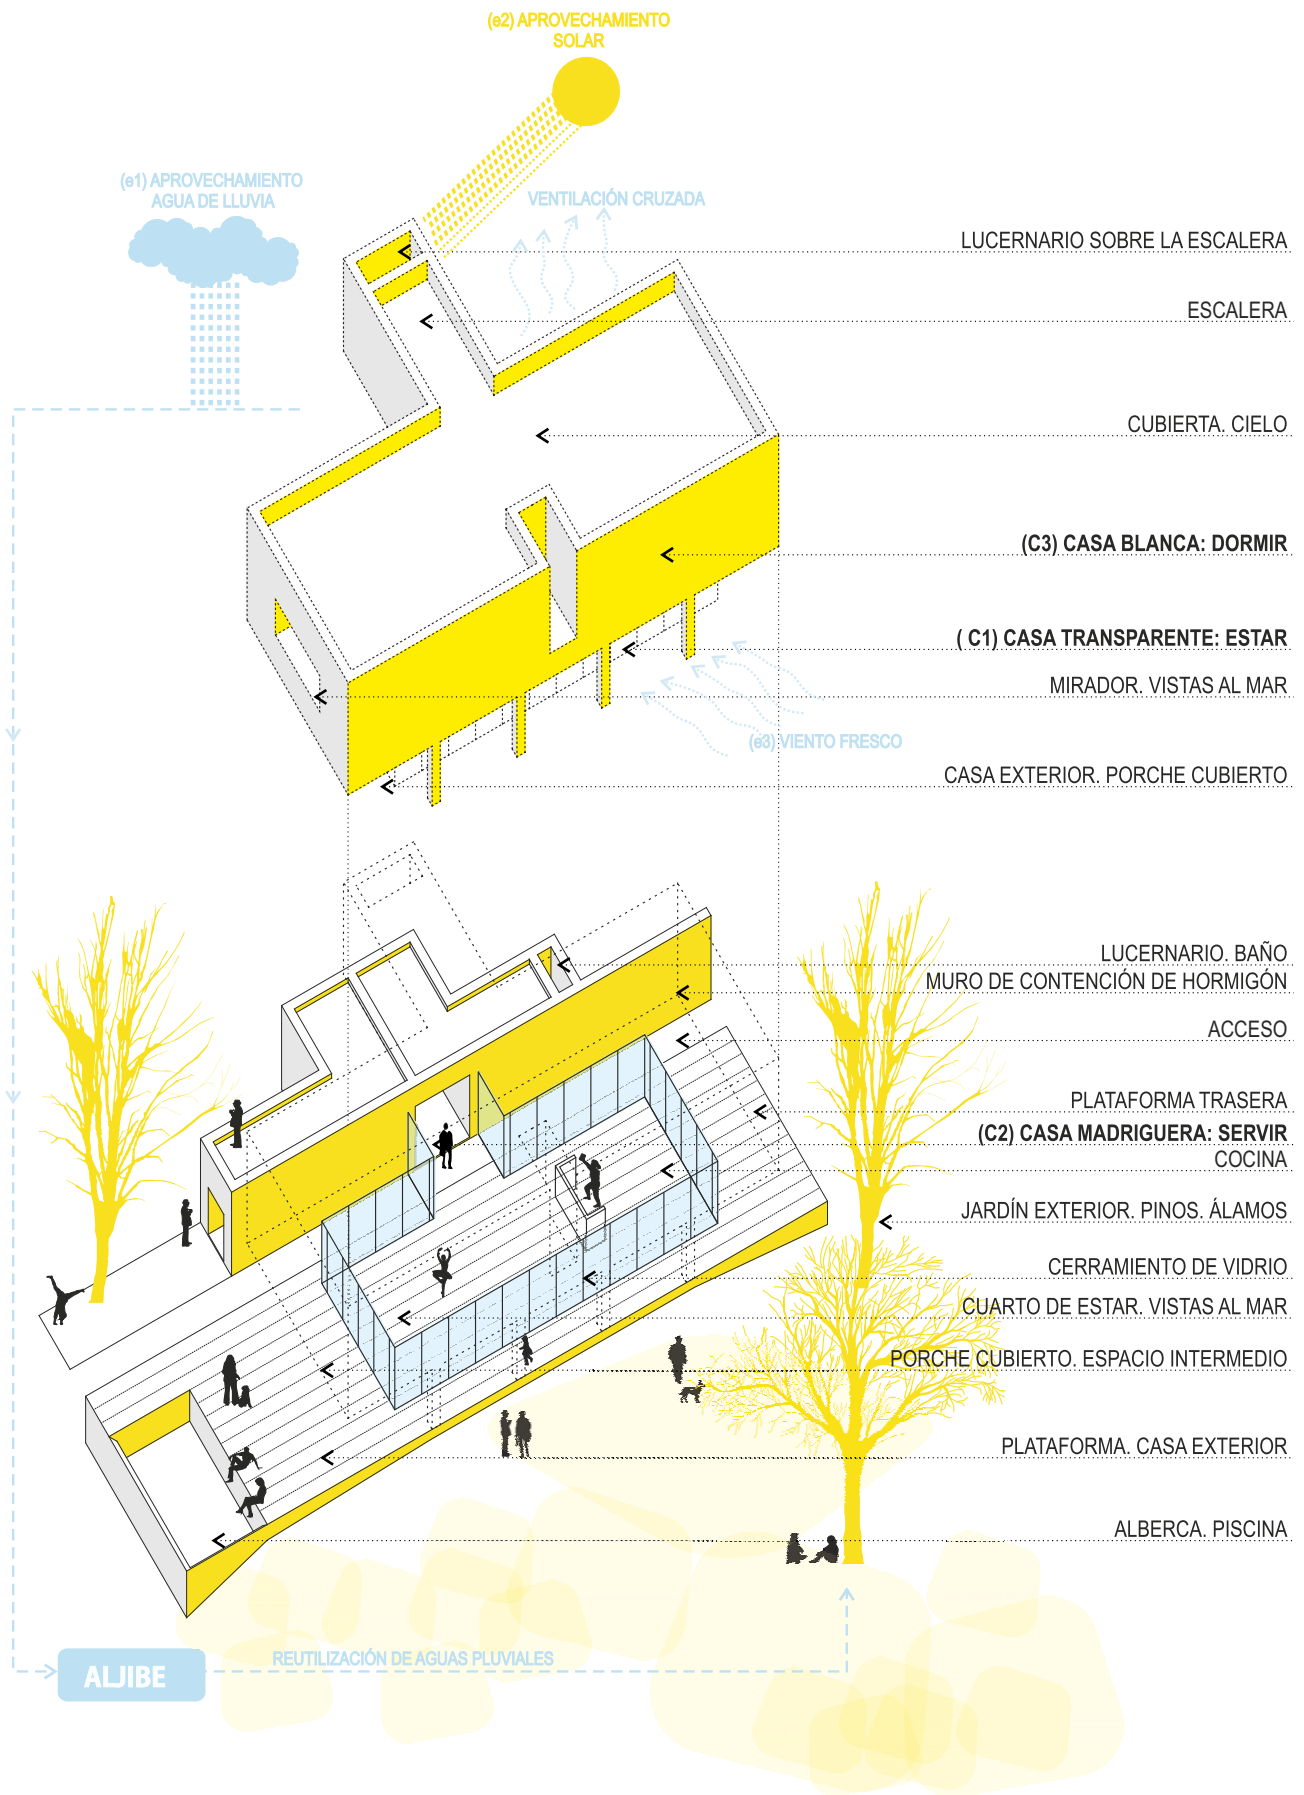 (e2) APROVECHAMIENTO
SOLAR
(e1) APROVECHAMIENTO
AGUA DE LLUVIA
VENTILACIÓN CRUZADA
LUCERNARIO SOBRE LA ESCALERA
ESCALERA
CUBIERTA. CIELO
(C3) CASA BLANCA: DORMIR
( C1) CASA TRANSPARENTE: ESTAR
MIRADOR. VISTAS AL MAR
(e3) VIENTO FRESCO
CASA EXTERIOR. PORCHE CUBIERTO
LUCERNARIO. BAÑO
MURO DE CONTENCIÓN DE HORMIGÓN
ACCESO
PLATAFORMA TRASERA
(C2) CASA MADRIGUERA: SERVIR
COCINA
JARDÍN EXTERIOR. PINOS. ÁLAMOS
CERRAMIENTO DE VIDRIO
CUARTO DE ESTAR. VISTAS AL MAR
PORCHE CUBIERTO. ESPACIO INTERMEDIO
PLATAFORMA. CASA EXTERIOR
ALBERCA. PISCINA
REUTILIZACIÓN DE AGUAS PLUVIALES
ALJIBE